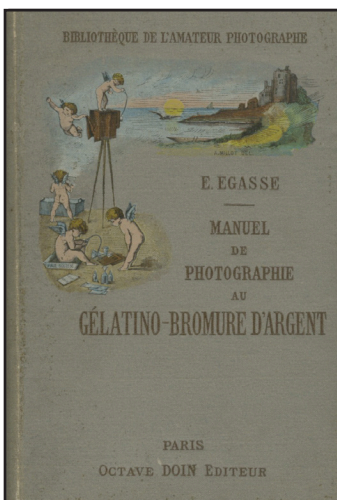 BIBLIOTHÈQUE DE L'AMATEUR PHOTOGRAPHE
E. EGASSE
MANUEL
DE
PHOTOGRAPHIE
AU
GÉLATINO-BROMURE D'ARGENT
PARIS
OCTAVE DOIN EDITEUR